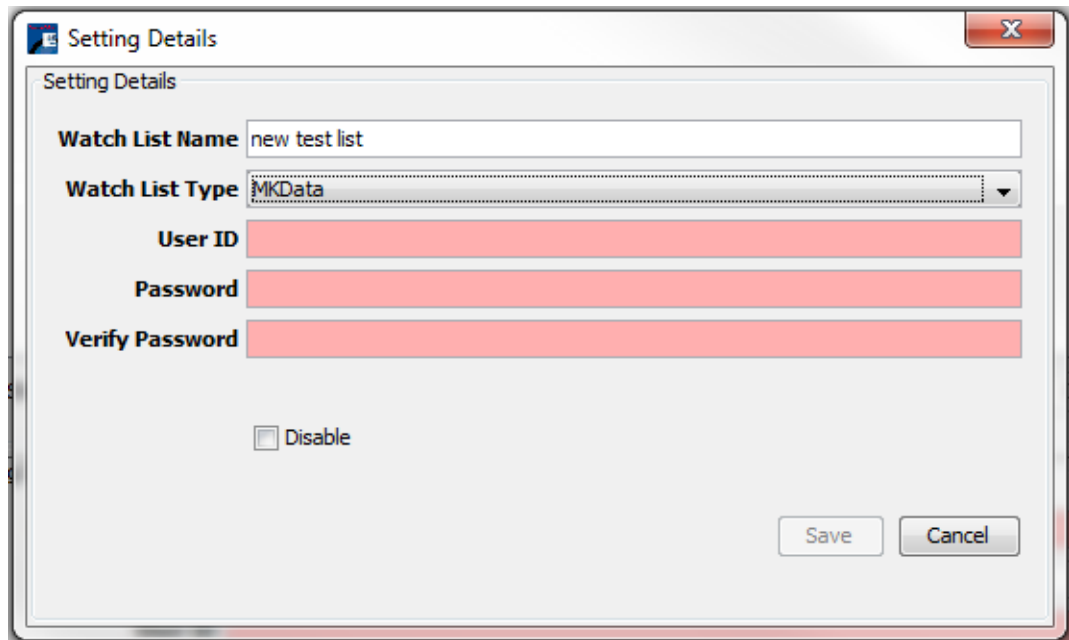 Setting Details
X
Setting Details
Watch List Name new test list
Watch List Type MKData
User ID
Password
Verify Password
Disable
Save Cancel